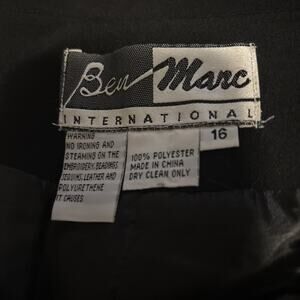 Ben Marc
INTERNATIONAL
16
WARNING
NO IRONING AND
STEAMING ON THE
EMBROIDERY, BEADINGS
SEQUINS, LEATHER AND
POLYURETHENE
IT CAUSES
100% POLYESTER
MADE IN CHINA
DRY CLEAN ONLY